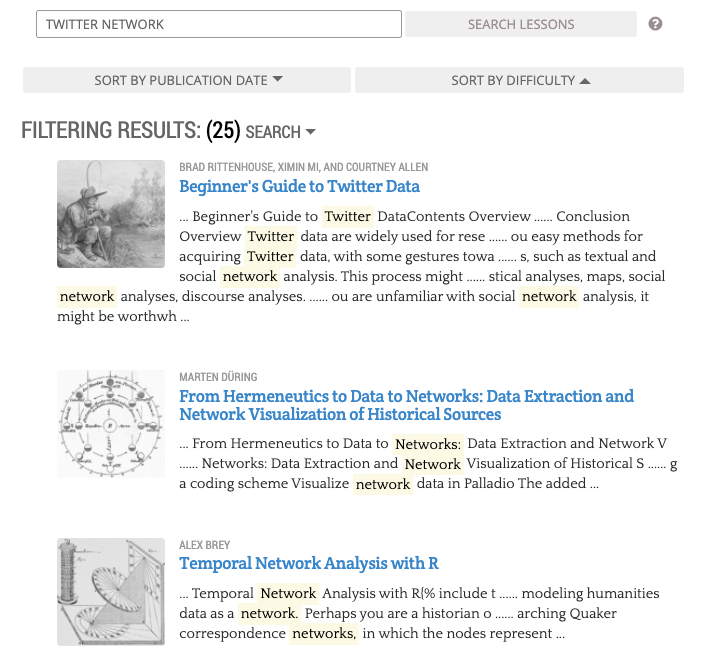 TWITTER NETWORK
SEARCH LESSONS
?
SORT BY PUBLICATION DATE
SORT BY DIFFICULTY
FILTERING RESULTS: (25) SEARCH
BRAD RITTENHOUSE, XIMIN MI, AND COURTNEY ALLEN
Beginner's Guide to Twitter Data
... Beginner's Guide to Twitter DataContents Overview ...... Conclusion
Overview Twitter data are widely used for rese ...... ou easy methods for
acquiring Twitter data, with some gestures towa ...... s, such as textual and
social network analysis. This process might ...... stical analyses, maps, social
network analyses, discourse analyses. ...... ou are unfamiliar with social network analysis, it
might be worthwh ...
MARTEN DÜRING
From Hermeneutics to Data to Networks: Data Extraction and
Network Visualization of Historical Sources
... From Hermeneutics to Data to Networks: Data Extraction and Network V
...... Networks: Data Extraction and Network Visualization of Historical S ...... g
a coding scheme Visualize network data in Palladio The added ...
ALEX BREY
Temporal Network Analysis with R
... Temporal Network Analysis with R{% include t ...... modeling humanities
data as a network. Perhaps you are a historian o ...... arching Quaker
correspondence networks, in which the nodes represent ...